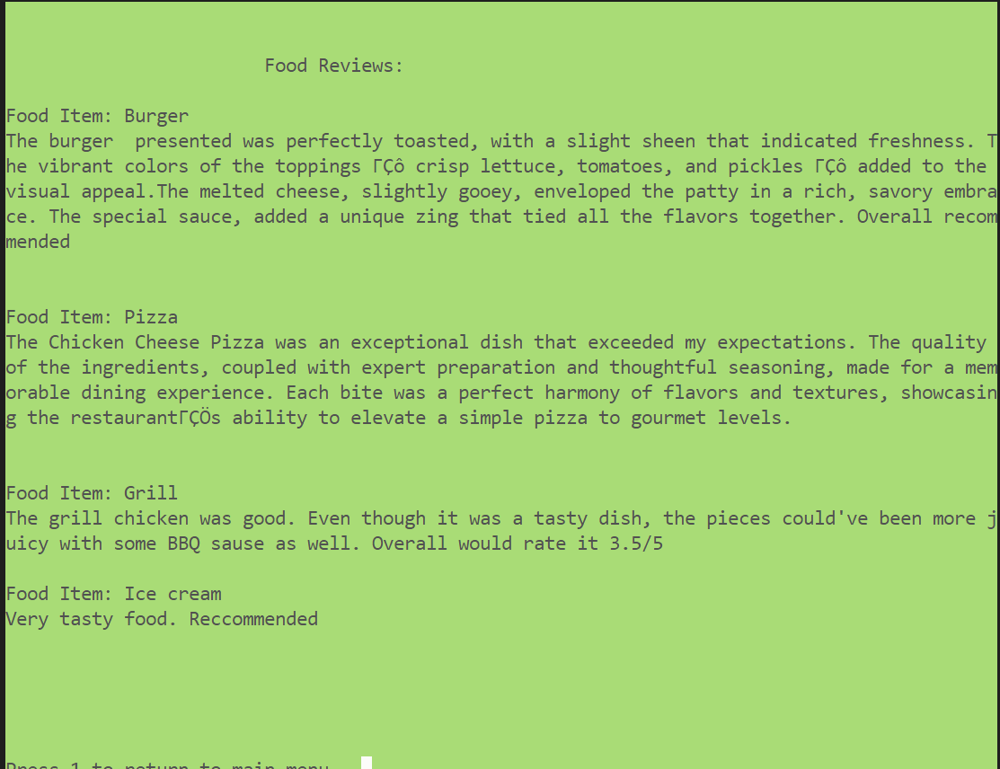 Food Reviews:
Food Item: Burger
The burger  presented was perfectly toasted, with a slight sheen that indicated freshness. T
he vibrant colors of the toppings ΓÇô crisp lettuce, tomatoes, and pickles ΓÇô added to the
visual appeal.The melted cheese, slightly gooey, enveloped the patty in a rich, savory embra
ce. The special sauce, added a unique zing that tied all the flavors together. Overall recom
mended
Food Item: Pizza
The Chicken Cheese Pizza was an exceptional dish that exceeded my expectations. The quality
of the ingredients, coupled with expert preparation and thoughtful seasoning, made for a mem
orable dining experience. Each bite was a perfect harmony of flavors and textures, showcasin
g the restaurantΓÇÖs ability to elevate a simple pizza to gourmet levels.
Food Item: Grill
The grill chicken was good. Even though it was a tasty dish, the pieces could've been more j
uicy with some BBQ sause as well. Overall would rate it 3.5/5
Food Item: Ice cream
Very tasty food. Reccommended
Press 1 to return to main menu